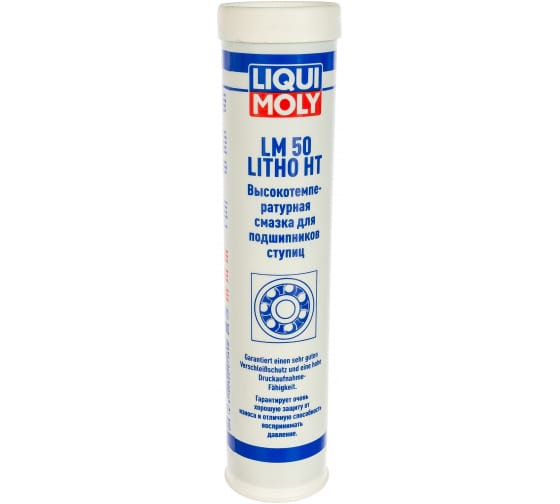 LIQUI
MOLY
LM 50
LITHO HT
Высокотемпе-
ратурная
смазка для
подшипников
ступиц
Garantiert einen sehr guten
Verschleißschutz und eine hohe
Druckaufnahme-
Fähigkeit.
Гарантирует очень
хорошую защиту от
износа и отличную способность
воспринимать
давление.